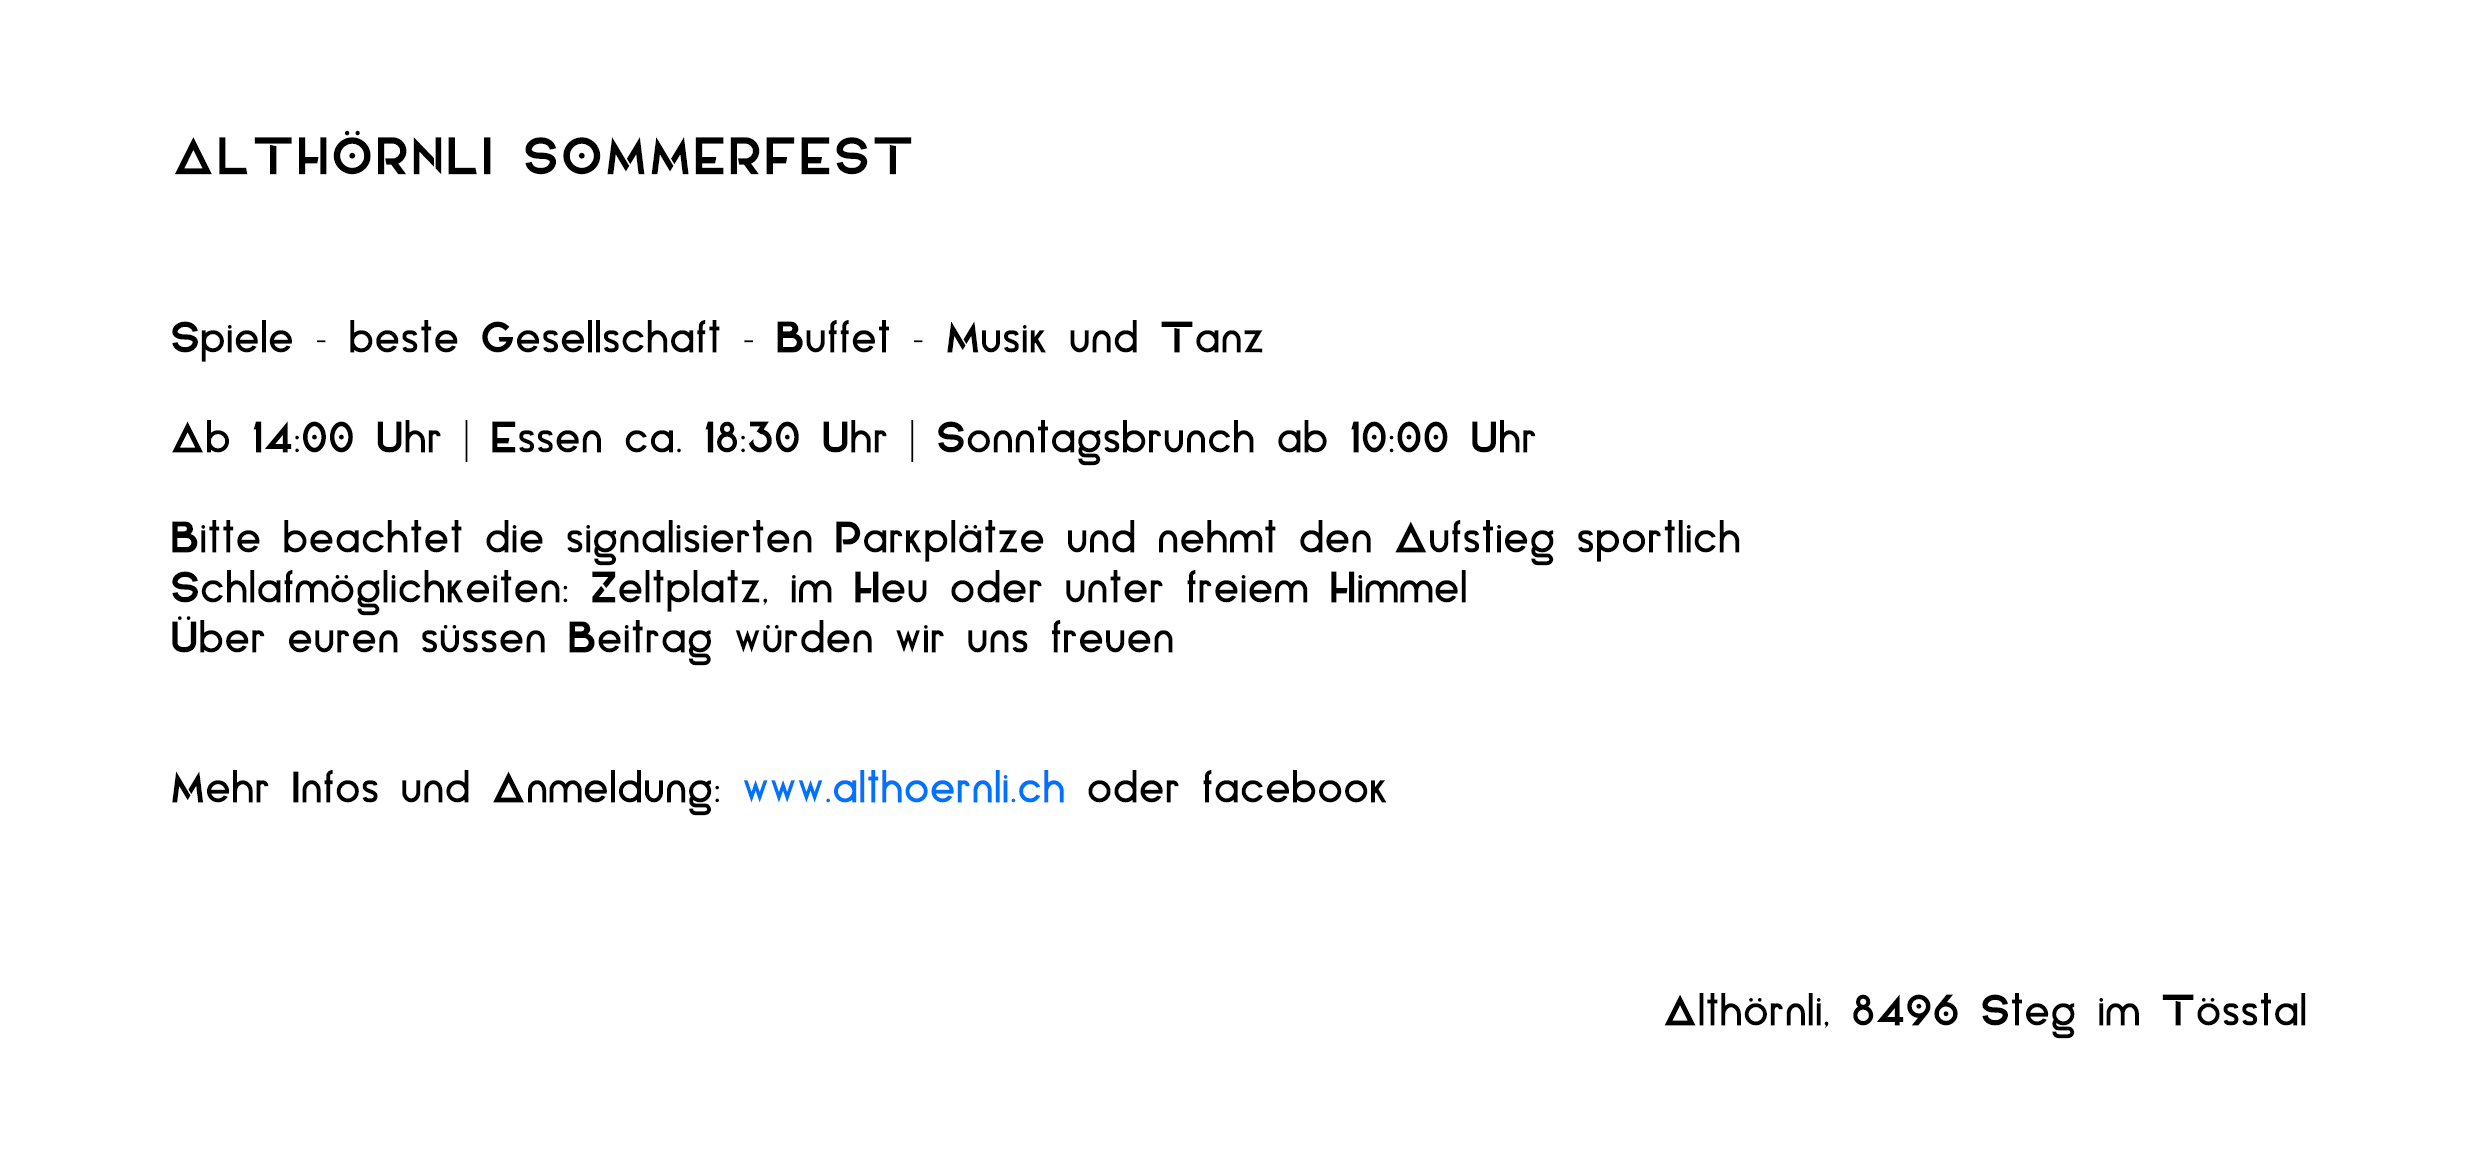 ALTHÖRNLI SOMMERFEST
Spiele - beste Gesellschaft - Buffet - Musik und Tanz
Ab 14:00 Uhr | Essen ca. 18:30 Uhr | Sonntagsbrunch ab 10:00 Uhr
Bitte beachtet die signalisierten Parkplätze und nehmt den Aufstieg sportlich
Schlafmöglichkeiten: Zeltplatz, im Heu oder unter freiem Himmel
Über euren süssen Beitrag würden wir uns freuen
Mehr Infos und Anmeldung: www.althoernli.ch oder facebook
Althörnli, 8496 Steg im Tösstal